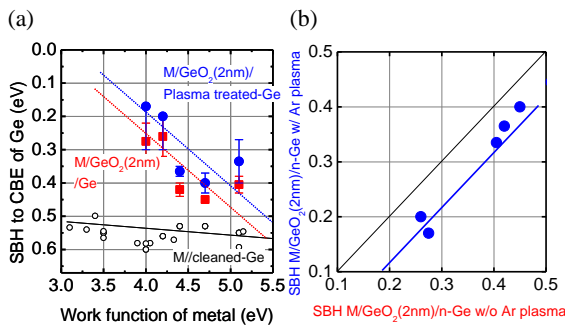 (a)
(b)
0.0
0.1
0.2
0.3
0.4
0.5
0.6
SBH to CBE of Ge (eV)
M/GeO₂(2nm)/
Plasma treated-Ge
M/GeO₂(2nm)
/Ge
M//cleaned-Ge
3.0 3.5 4.0 4.5 5.0 5.5
Work function of metal (eV)
SBH M/GeO₂(2nm)/n-Ge w/ Ar plasma
0.5
0.4
0.3
0.2
0.1
0.1 0.2 0.3 0.4 0.5
SBH M/GeO₂(2nm)/n-Ge w/o Ar plasma